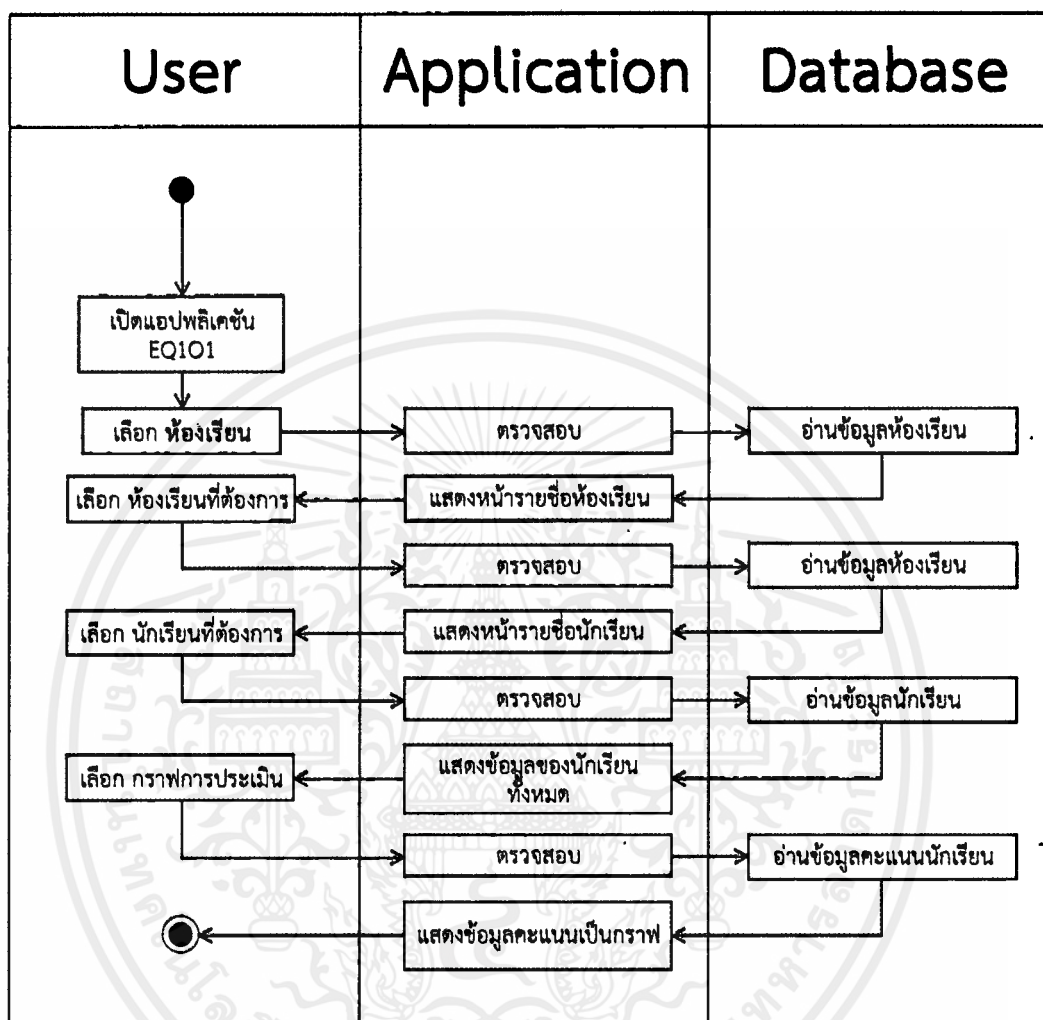 User
Application
Database
เปิดแอปพลิเคชัน
EQ1O1
เลือก ห้องเรียน
ตรวจสอบ
อ่านข้อมูลห้องเรียน
เลือก ห้องเรียนที่ต้องการ
แสดงหน้ารายชื่อห้องเรียน
ตรวจสอบ
อ่านข้อมูลห้องเรียน
เลือก นักเรียนที่ต้องการ
แสดงหน้ารายชื่อนักเรียน
ตรวจสอบ
อ่านข้อมูลนักเรียน
เลือก กราฟการประเมิน
แสดงข้อมูลของนักเรียน
ทั้งหมด
ตรวจสอบ
อ่านข้อมูลคะแนนนักเรียน
แสดงข้อมูลคะแนนเป็นกราฟ